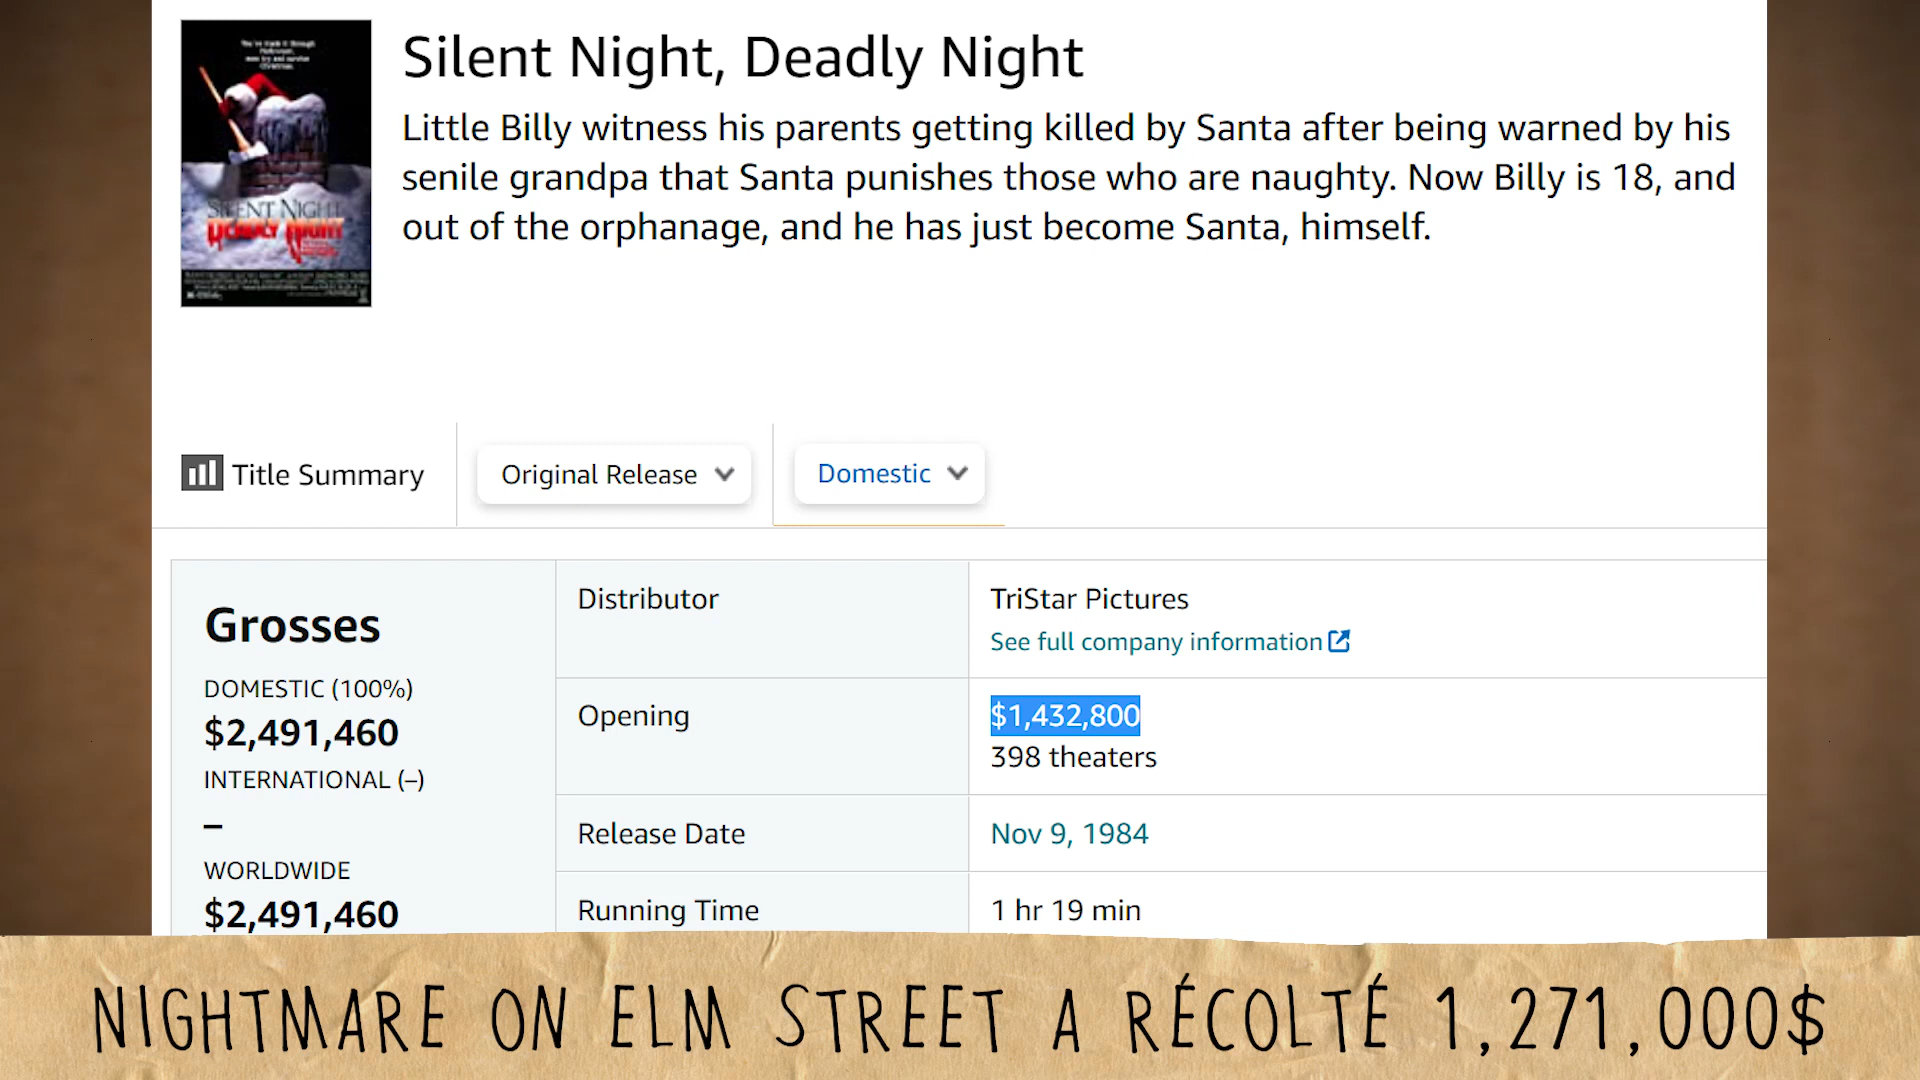 Silent Night, Deadly Night
Little Billy witness his parents getting killed by Santa after being warned by his
senile grandpa that Santa punishes those who are naughty. Now Billy is 18, and
out of the orphanage, and he has just become Santa, himself.
SILENT NIGHT
DEADLY NIGHT
Title Summary
Original Release
Domestic
Grosses
DOMESTIC (100%)
$2,491,460
INTERNATIONAL (–)
–
WORLDWIDE
$2,491,460
Distributor
TriStar Pictures
See full company information
Opening
$1,432,800
398 theaters
Release Date
Nov 9, 1984
Running Time
1 hr 19 min
NIGHTMARE ON ELM STREET A RÉCOLTÉ 1,271,000$